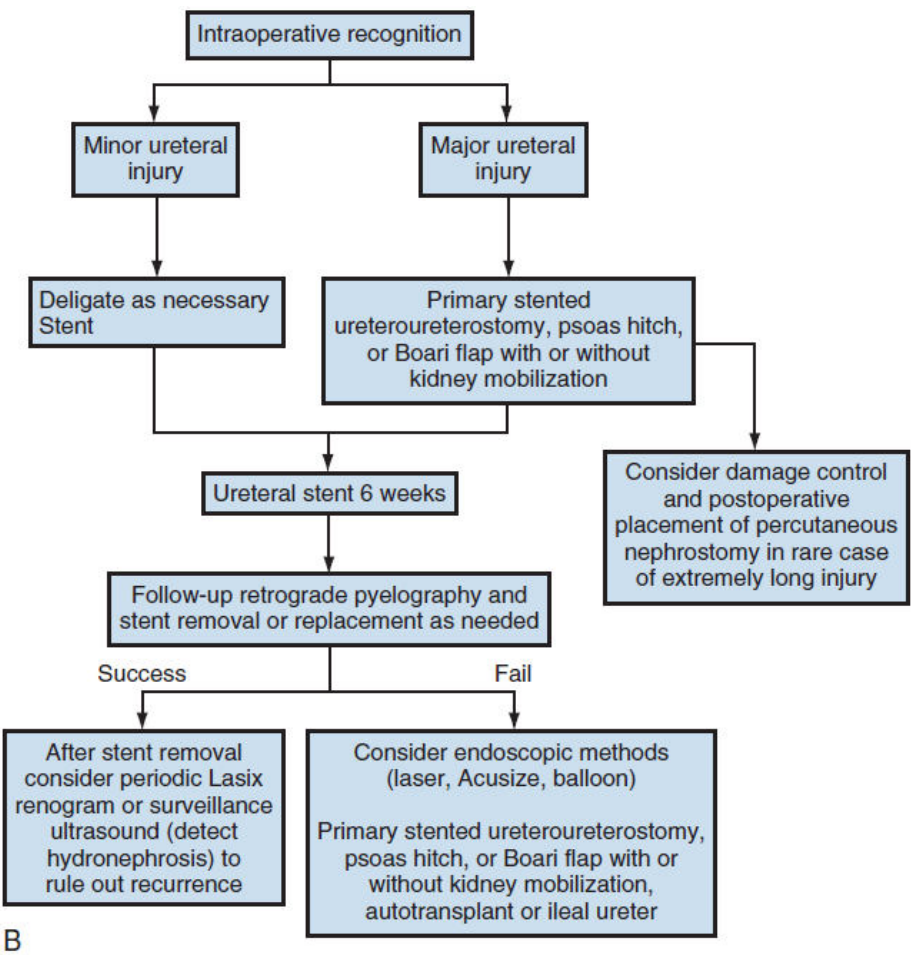 Intraoperative recognition
Minor ureteral
injury
Major ureteral
injury
Deligate as necessary
Stent
Primary stented
ureteroureterostomy, psoas hitch,
or Boari flap with or without
kidney mobilization
Consider damage control
and postoperative
placement of percutaneous
nephrostomy in rare case
of extremely long injury
Ureteral stent 6 weeks
Follow-up retrograde pyelography and
stent removal or replacement as needed
Success
Fail
After stent removal
consider periodic Lasix
renogram or surveillance
ultrasound (detect
hydronephrosis) to
rule out recurrence
Consider endoscopic methods
(laser, Acusize, balloon)
Primary stented ureteroureterostomy,
psoas hitch, or Boari flap with or
without kidney mobilization,
autotransplant or ileal ureter
B